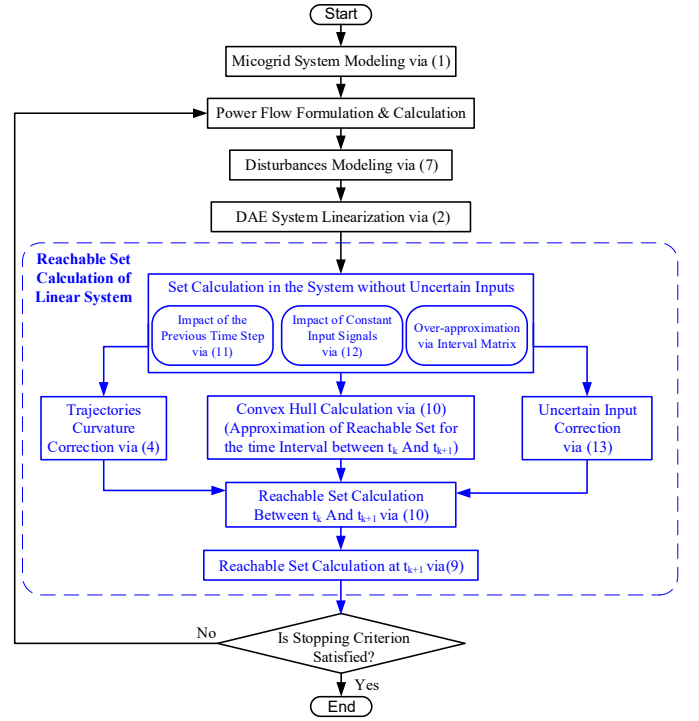 Start
Micogrid System Modeling via (1)
Power Flow Formulation & Calculation
Disturbances Modeling via (7)
DAE System Linearization via (2)
Reachable Set
Calculation of
Linear System
Set Calculation in the System without Uncertain Inputs
Impact of the
Previous Time Step
via (11)
Impact of Constant
Input Signals
via (12)
Over-approximation
via Interval Matrix
Trajectories
Curvature
Correction via (4)
Convex Hull Calculation via (10)
(Approximation of Reachable Set for
the time Interval between tₖ And tₖ₊₁)
Uncertain Input
Correction
via (13)
Reachable Set Calculation
Between tₖ And tₖ₊₁ via (10)
Reachable Set Calculation at tₖ₊₁ via(9)
Is Stopping Criterion
Satisfied?
No
Yes
End